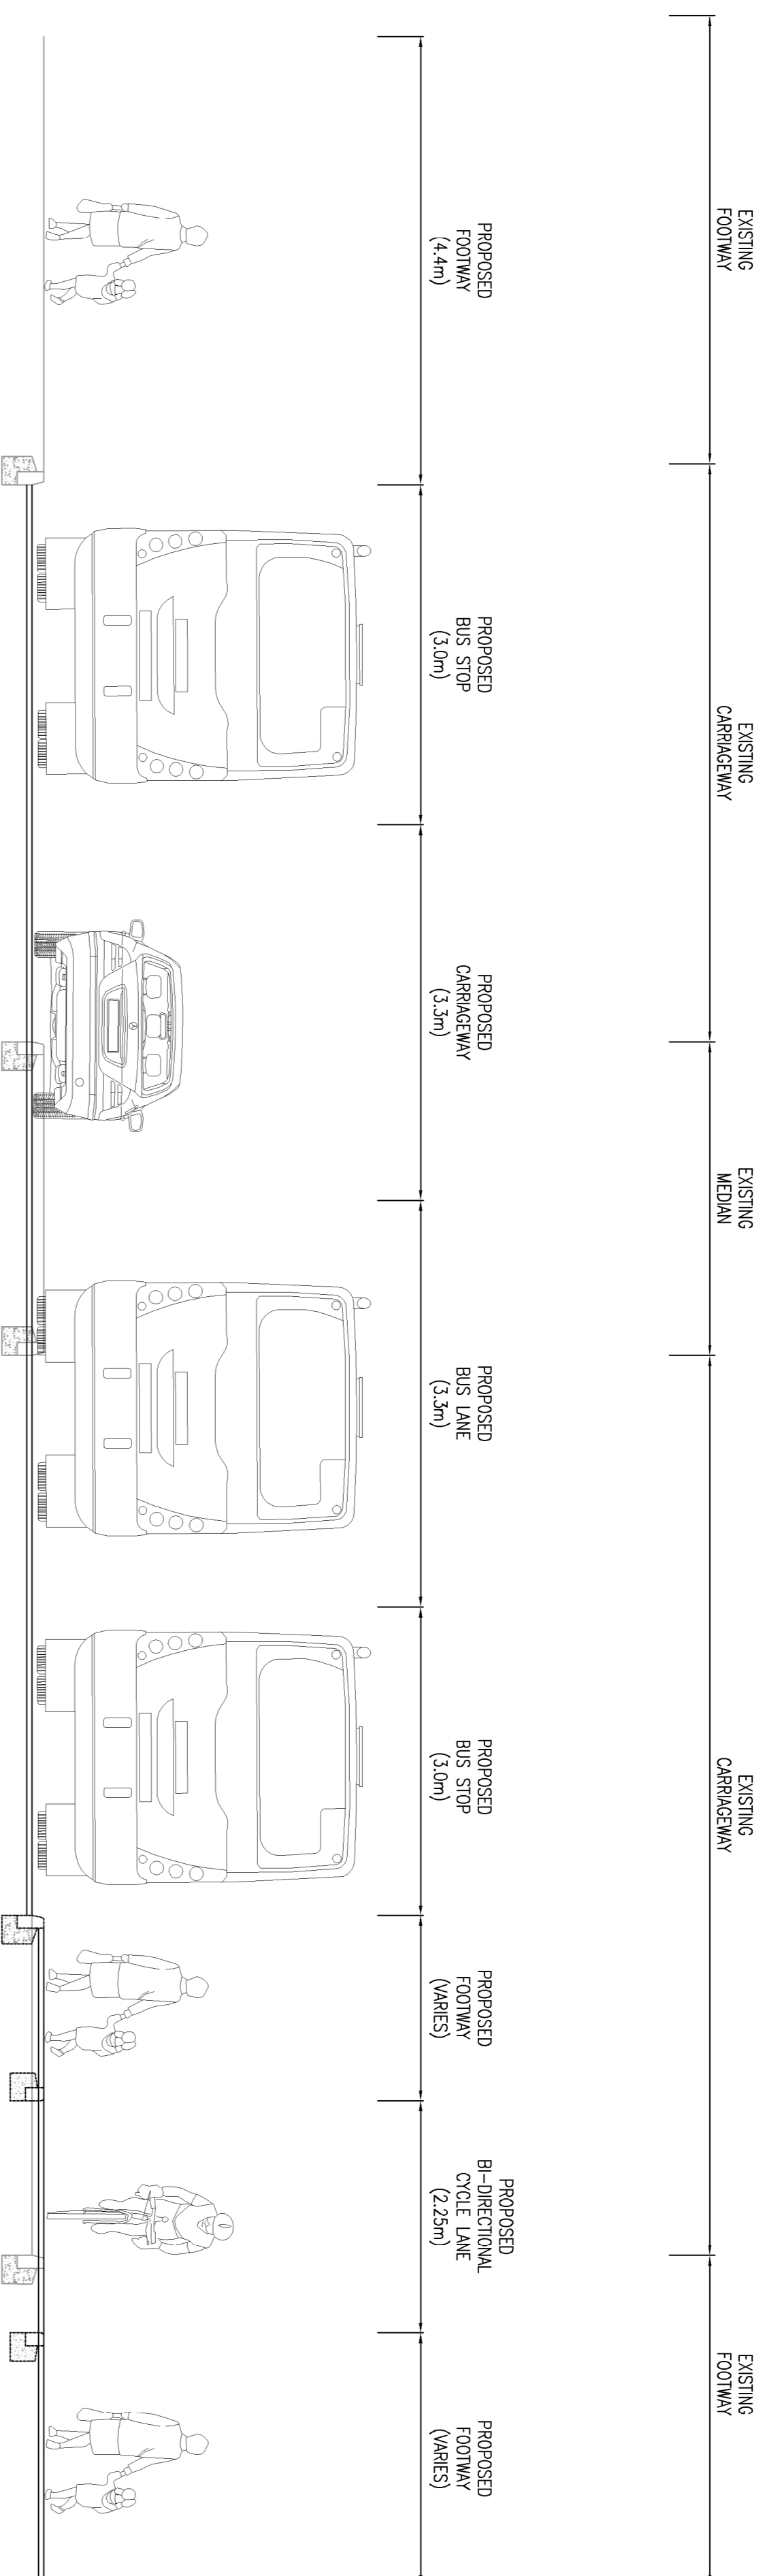 EXISTING
FOOTWAY
EXISTING
CARRIAGEWAY
EXISTING
MEDIAN
EXISTING
CARRIAGEWAY
EXISTING
FOOTWAY
PROPOSED
FOOTWAY
(4.4m)
PROPOSED
BUS STOP
(3.0m)
PROPOSED
CARRIAGEWAY
(3.3m)
PROPOSED
BUS LANE
(3.3m)
PROPOSED
BUS STOP
(3.0m)
PROPOSED
FOOTWAY
(VARIES)
PROPOSED
BI-DIRECTIONAL
CYCLE LANE
(2.25m)
PROPOSED
FOOTWAY
(VARIES)